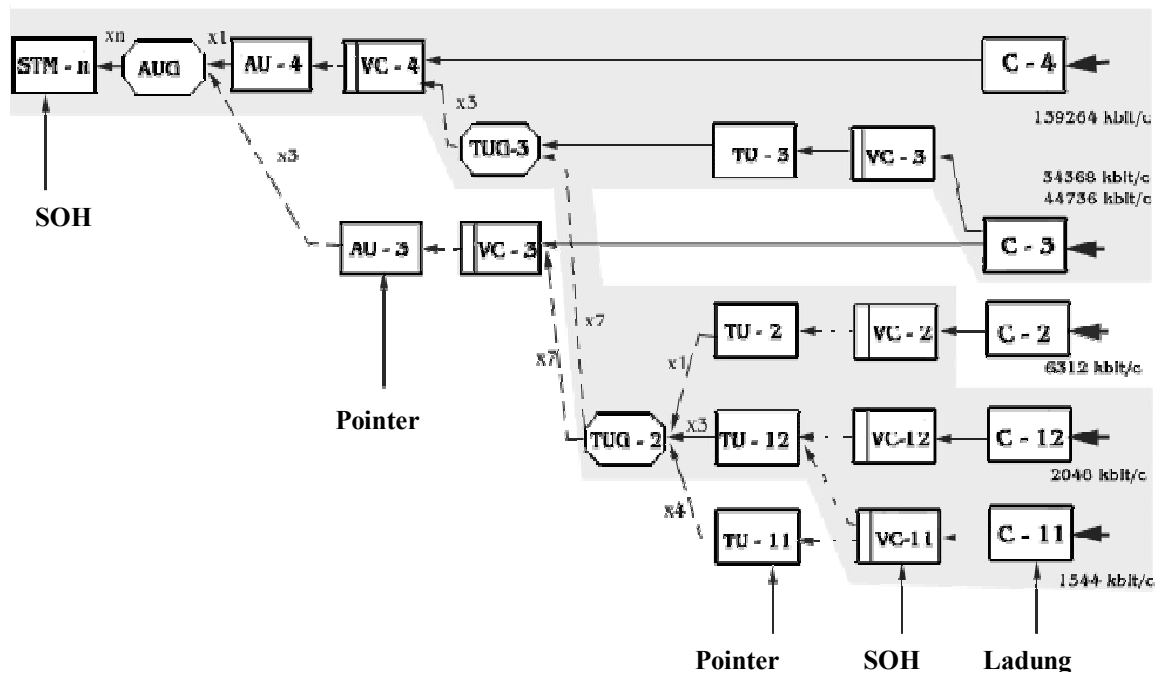 xn
x1
STM - n
AUG
AU - 4
VC - 4
C - 4
139264 kbit/c
x3
TUG-3
TU - 3
VC - 3
x3
34368 kbit/c
44736 kbit/c
SOH
AU - 3
VC - 3
C - 3
x7
TU - 2
VC - 2
C - 2
x7
x1
6312 kbit/c
Pointer
TUG - 2
x3
TU - 12
VC-12
C - 12
2048 kbit/c
x4
TU - 11
VC-11
C - 11
1544 kbit/c
Pointer
SOH
Ladung